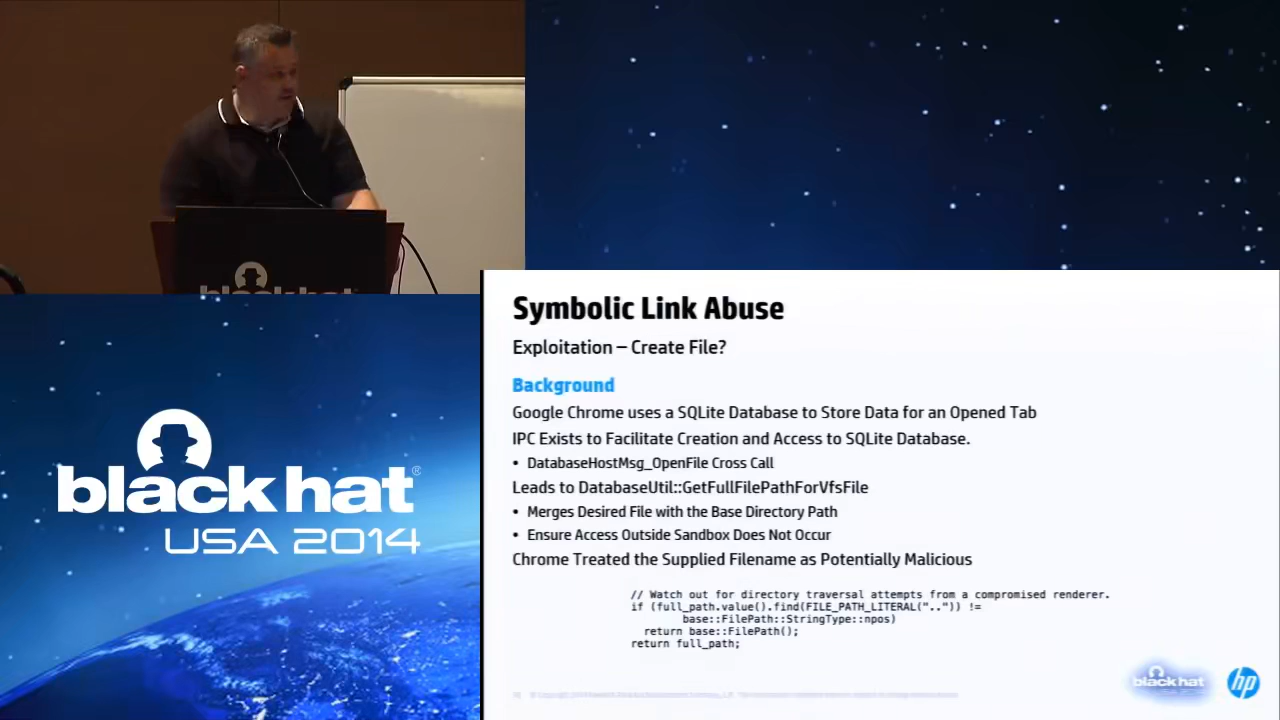 black hat
Symbolic Link Abuse
Exploitation – Create File?
Background
Google Chrome uses a SQLite Database to Store Data for an Opened Tab
IPC Exists to Facilitate Creation and Access to SQLite Database.
• DatabaseHostMsg_OpenFile Cross Call
Leads to DatabaseUtil::GetFullFilePathForVfsFile
• Merges Desired File with the Base Directory Path
• Ensure Access Outside Sandbox Does Not Occur
Chrome Treated the Supplied Filename as Potentially Malicious
// Watch out for directory traversal attempts from a compromised renderer.
if (full_path.value().find(FILE_PATH_LITERAL("..")) !=
base::FilePath::StringType::npos)
return base::FilePath();
return full_path;
black hat®
USA 2014
black hat
hp